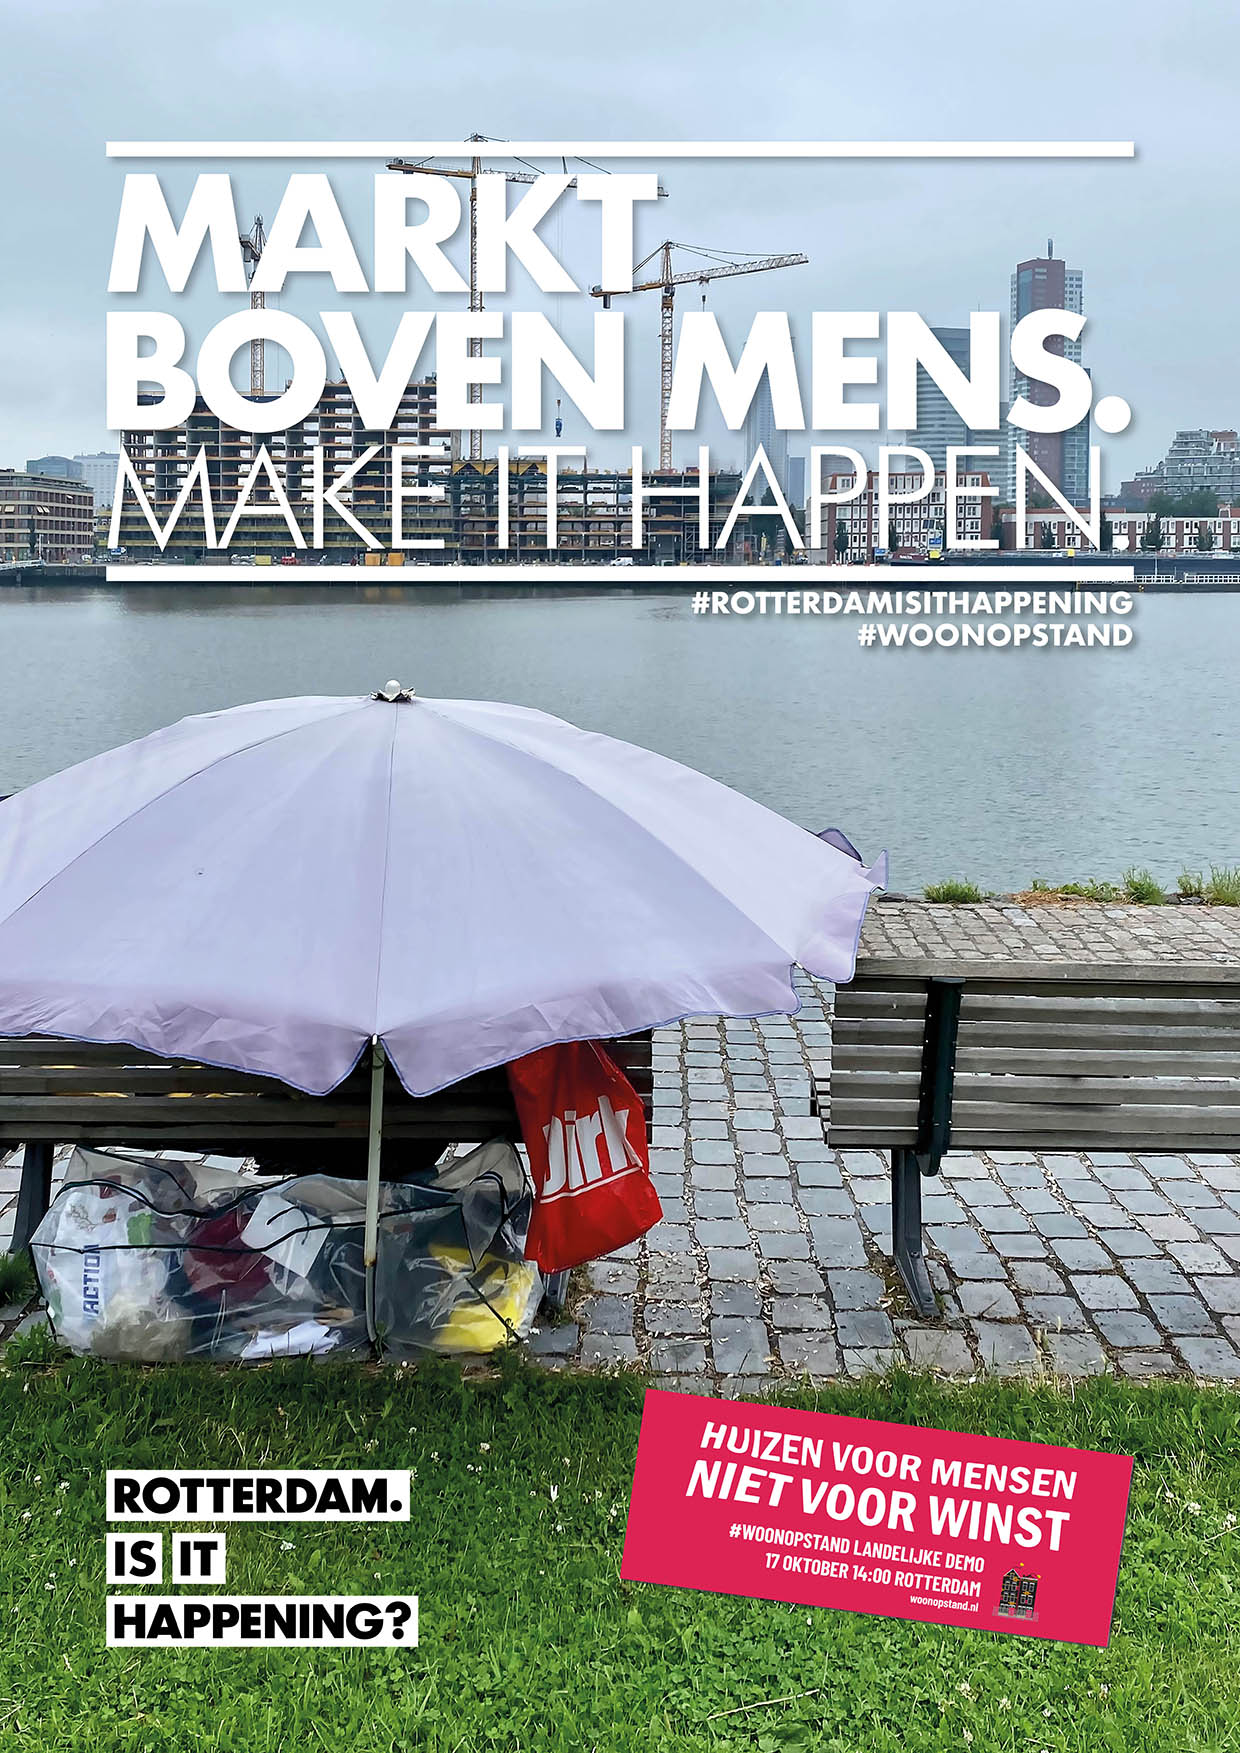 MARKT
BOVEN MENS.
MAKE IT HAPPEN.
#ROTTERDAMISITHAPPENING
#WOONOPSTAND
dirk
ACTION
ROTTERDAM.
IS IT
HAPPENING?
HUIZEN VOOR MENSEN
NIET VOOR WINST
#WOONOPSTAND LANDELIJKE DEMO
17 OKTOBER 14:00 ROTTERDAM
woonopstand.nl